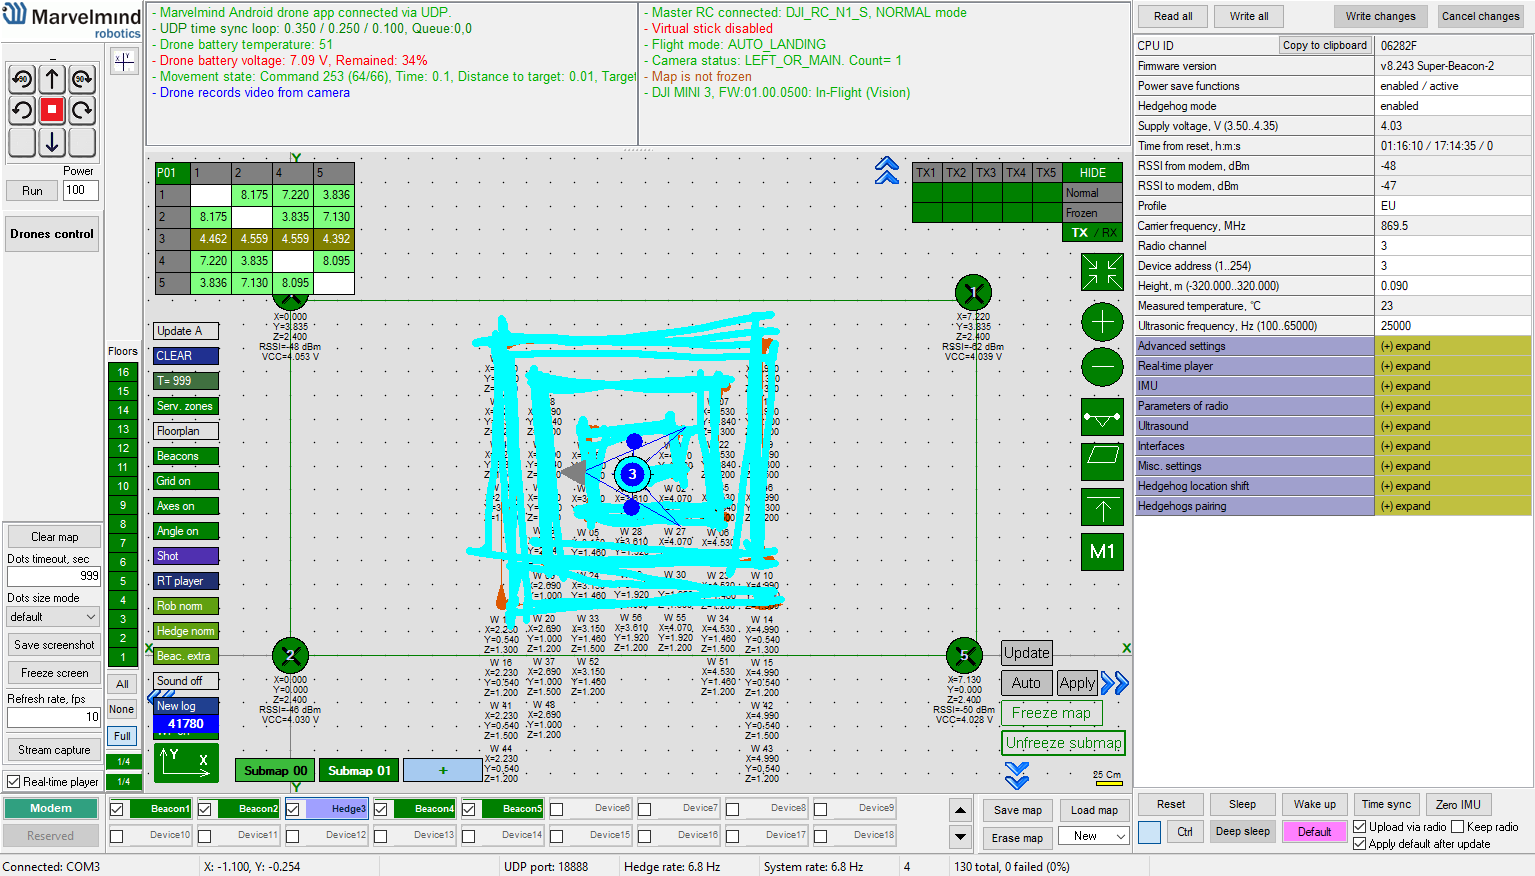 Marvelmind
robotics
- Marvelmind Android drone app connected via UDP.
- UDP time sync loop: 0.350 / 0.250 / 0.100, Queue:0,0
- Drone battery temperature: 51
- Drone battery voltage: 7.09 V, Remained: 34%
- Movement state: Command 253 (64/66), Time: 0.1, Distance to target: 0.01, Target
- Drone records video from camera
- Master RC connected: DJI_RC_N1_S, NORMAL mode
- Virtual stick disabled
- Flight mode: AUTO_LANDING
- Camera status: LEFT_OR_MAIN. Count= 1
- Map is not frozen
- DJI MINI 3, FW:01.00.0500: In-Flight (Vision)
Read all Write all Write changes Cancel changes
CPU ID Copy to clipboard 06282F
Firmware version v8.243 Super-Beacon-2
Power save functions enabled / active
Hedgehog mode enabled
Supply voltage, V (3.50..4.35) 4.03
Time from reset, h:m:s 01:16:10 / 17:14:35 / 0
RSSI from modem, dBm -48
RSSI to modem, dBm -47
Profile EU
Carrier frequency, MHz 869.5
Radio channel 3
Device address (1..254) 3
Height, m (-320.000..320.000) 0.090
Measured temperature, °C 23
Ultrasonic frequency, Hz (100..65000) 25000
Advanced settings (+) expand
Real-time player (+) expand
IMU (+) expand
Parameters of radio (+) expand
Ultrasound (+) expand
Interfaces (+) expand
Misc. settings (+) expand
Hedgehog location shift (+) expand
Hedgehogs pairing (+) expand
90 90
Power
Run 100
Drones control
Clear map
Dots timeout, sec
999
Dots size mode
default
Save screenshot
Freeze screen
Refresh rate, fps
10
Stream capture
Real-time player
Floors
16
15
14
13
12
11
10
9
8
7
6
5
4
3
2
1
All
None
Full
1/4
1/4
P01 1 2 4 5
1 8.175 7.220 3.836
2 8.175 3.835 7.130
3 4.462 4.559 4.559 4.392
4 7.220 3.835 8.095
5 3.836 7.130 8.095
Update A
CLEAR
T= 999
Serv. zones
Floorplan
Beacons
Grid on
Axes on
Angle on
Shot
RT player
Rob norm
Hedge norm
Beac. extra
Sound off
New log
41780
Y X
TX1 TX2 TX3 TX4 TX5 HIDE
Normal
Frozen
TX / RX
M1
Y
X=0.000
Y=3.835
Z=2.400
RSSI=-48 dBm
VCC=4.053 V
1
X=7.220
Y=3.835
Z=2.400
RSSI=-62 dBm
VCC=4.039 V
3
2
X=0.000
Y=0.000
Z=2.400
RSSI=-46 dBm
VCC=4.030 V
5
X=7.130
Y=0.000
Z=2.400
RSSI=-50 dBm
VCC=4.028 V
W 28
W 27
W 30
W 10
W 20
X=2.690
Y=1.000
Z=1.200
W 33
X=3.150
Y=1.460
Z=1.200
W 56
X=3.610
Y=1.920
Z=1.200
W 55
X=4.070
Y=1.920
Z=1.200
W 34
X=4.530
Y=1.460
Z=1.200
W 14
X=4.990
Y=0.540
Z=1.300
W 16
X=2.230
Y=0.540
Z=1.200
W 37
X=2.690
Y=1.000
Z=1.500
W 52
X=3.150
Y=1.460
Z=1.200
W 51
X=4.530
Y=1.460
Z=1.200
W 15
X=4.990
Y=0.540
Z=1.200
W 41
X=2.230
Y=0.540
Z=1.500
W 48
X=2.690
Y=1.000
Z=1.200
W 42
X=4.990
Y=0.540
Z=1.500
W 44
X=2.230
Y=0.540
Z=1.200
W 43
X=4.990
Y=0.540
Z=1.200
X
X
Update
Auto Apply
Freeze map
Unfreeze submap
25 Cm
Submap 00 Submap 01 +
Y
Modem Beacon1 Beacon2 Hedge3 Beacon4 Beacon5 Device6 Device7 Device8 Device9
Reserved Device10 Device11 Device12 Device13 Device14 Device15 Device16 Device17 Device18
Save map Load map
Erase map New
Reset Sleep Wake up Time sync Zero IMU
Ctrl Deep sleep Default Upload via radio Keep radio
Apply default after update
Connected: COM3 X: -1.100, Y: -0.254 UDP port: 18888 Hedge rate: 6.8 Hz System rate: 6.8 Hz 4 130 total, 0 failed (0%)